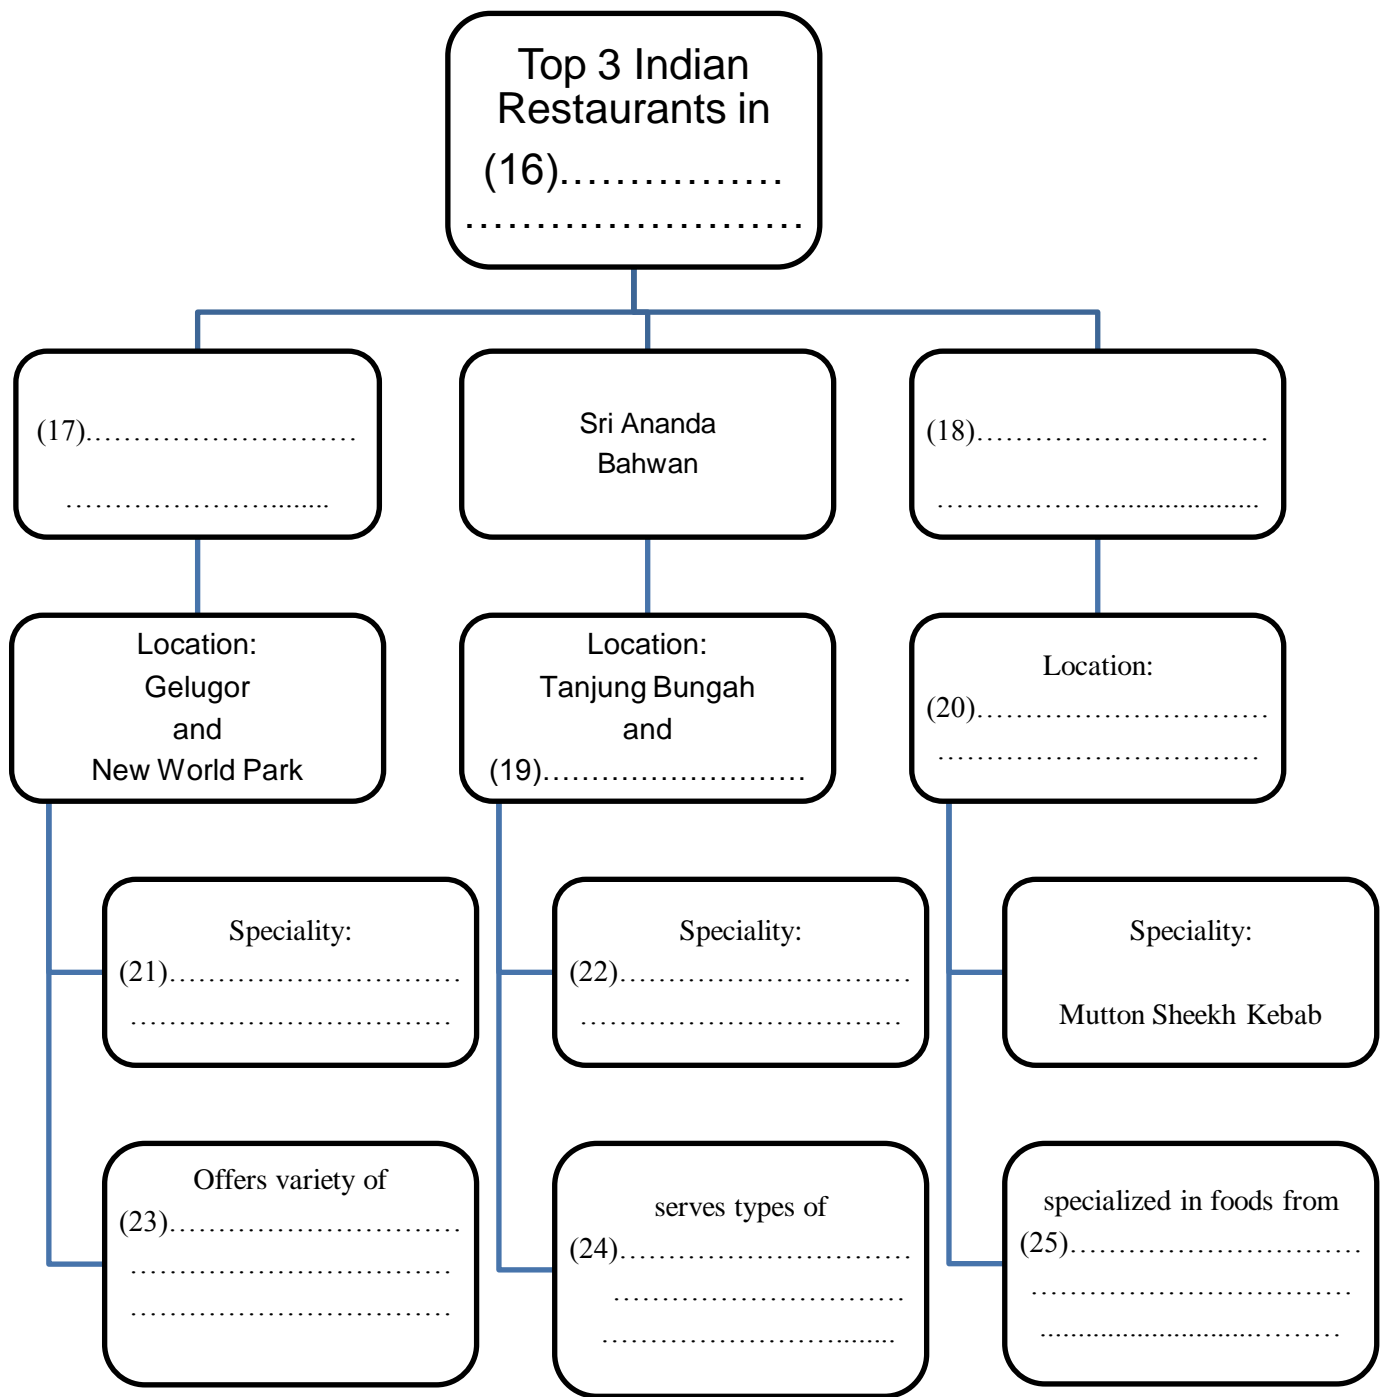 Top 3 Indian
Restaurants in
(16)................
........................
(17)..............................
..............................
Sri Ananda
Bahwan
(18)..............................
..............................
Location:
Gelugor
and
New World Park
Location:
Tanjung Bungah
and
(19)...........................
Location:
(20)..............................
.................................
Speciality:
(21)..............................
.................................
Speciality:
(22)..............................
.................................
Speciality:
Mutton Sheekh Kebab
Offers variety of
(23)..............................
.................................
.................................
serves types of
(24)..............................
..............................
..............................
specialized in foods from
(25)..............................
.................................
.................................